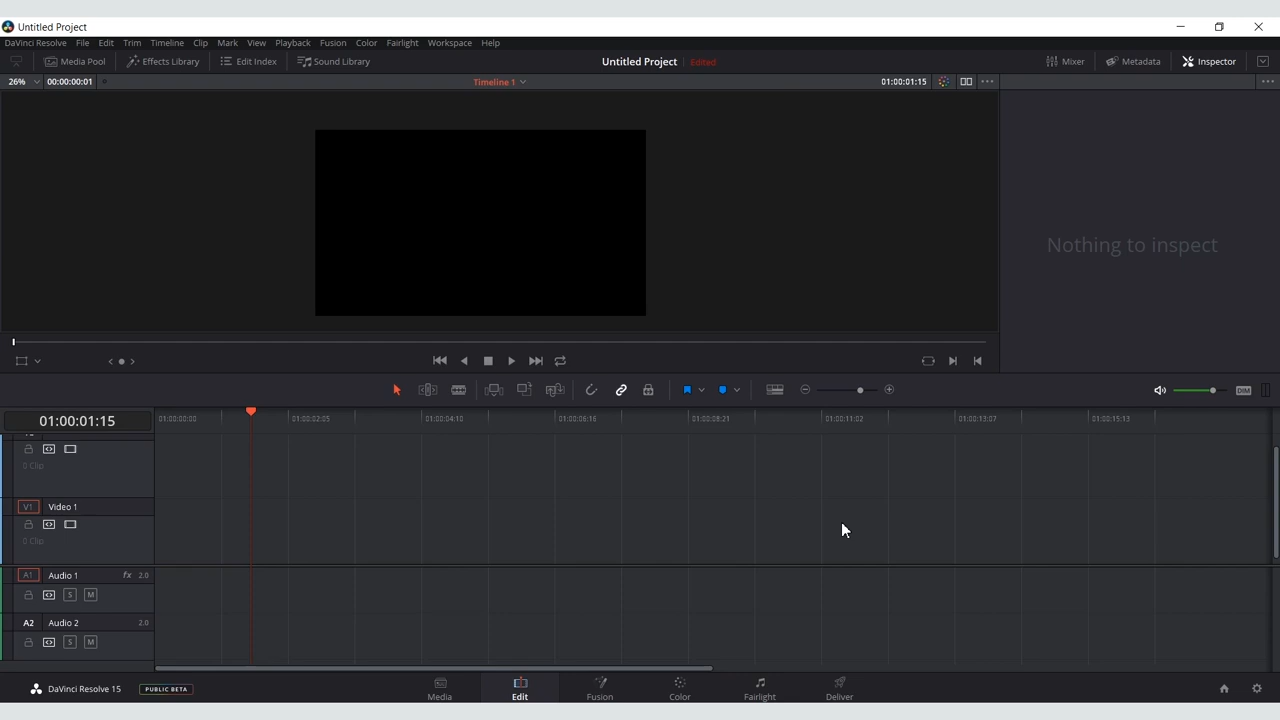 Untitled Project
DaVinci Resolve File Edit Trim Timeline Clip Mark View Playback Fusion Color Fairlight Workspace Help
Media Pool Effects Library Edit Index Sound Library Untitled Project Edited Mixer Metadata Inspector
26% 00:00:00:01 Timeline 1 01:00:01:15
Nothing to inspect
DIM
01:00:01:15 01:00:00:00 01:00:02:05 01:00:04:10 01:00:06:16 01:00:08:21 01:00:11:02 01:00:13:07 01:00:15:13
0 Clip
V1 Video 1
0 Clip
A1 Audio 1 fx 2.0
S M
A2 Audio 2 2.0
S M
DaVinci Resolve 15 PUBLIC BETA Media Edit Fusion Color Fairlight Deliver